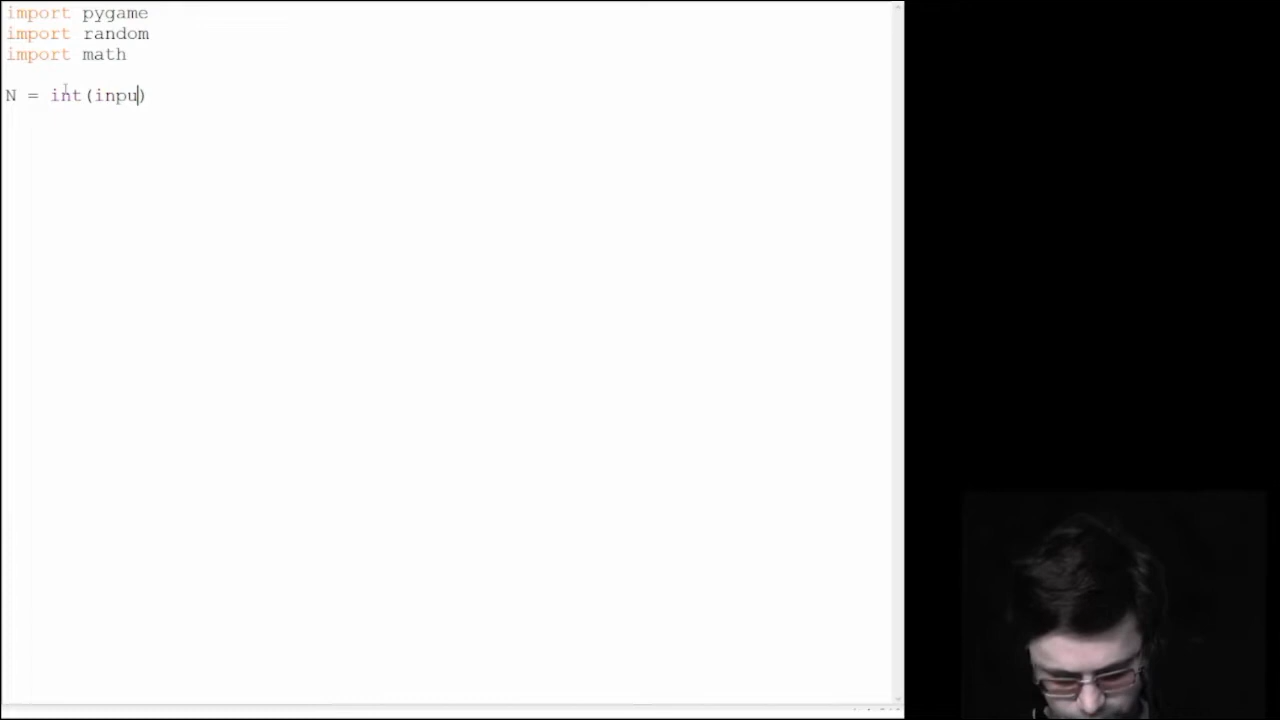 import pygame
import random
import math
N = int(inpu)